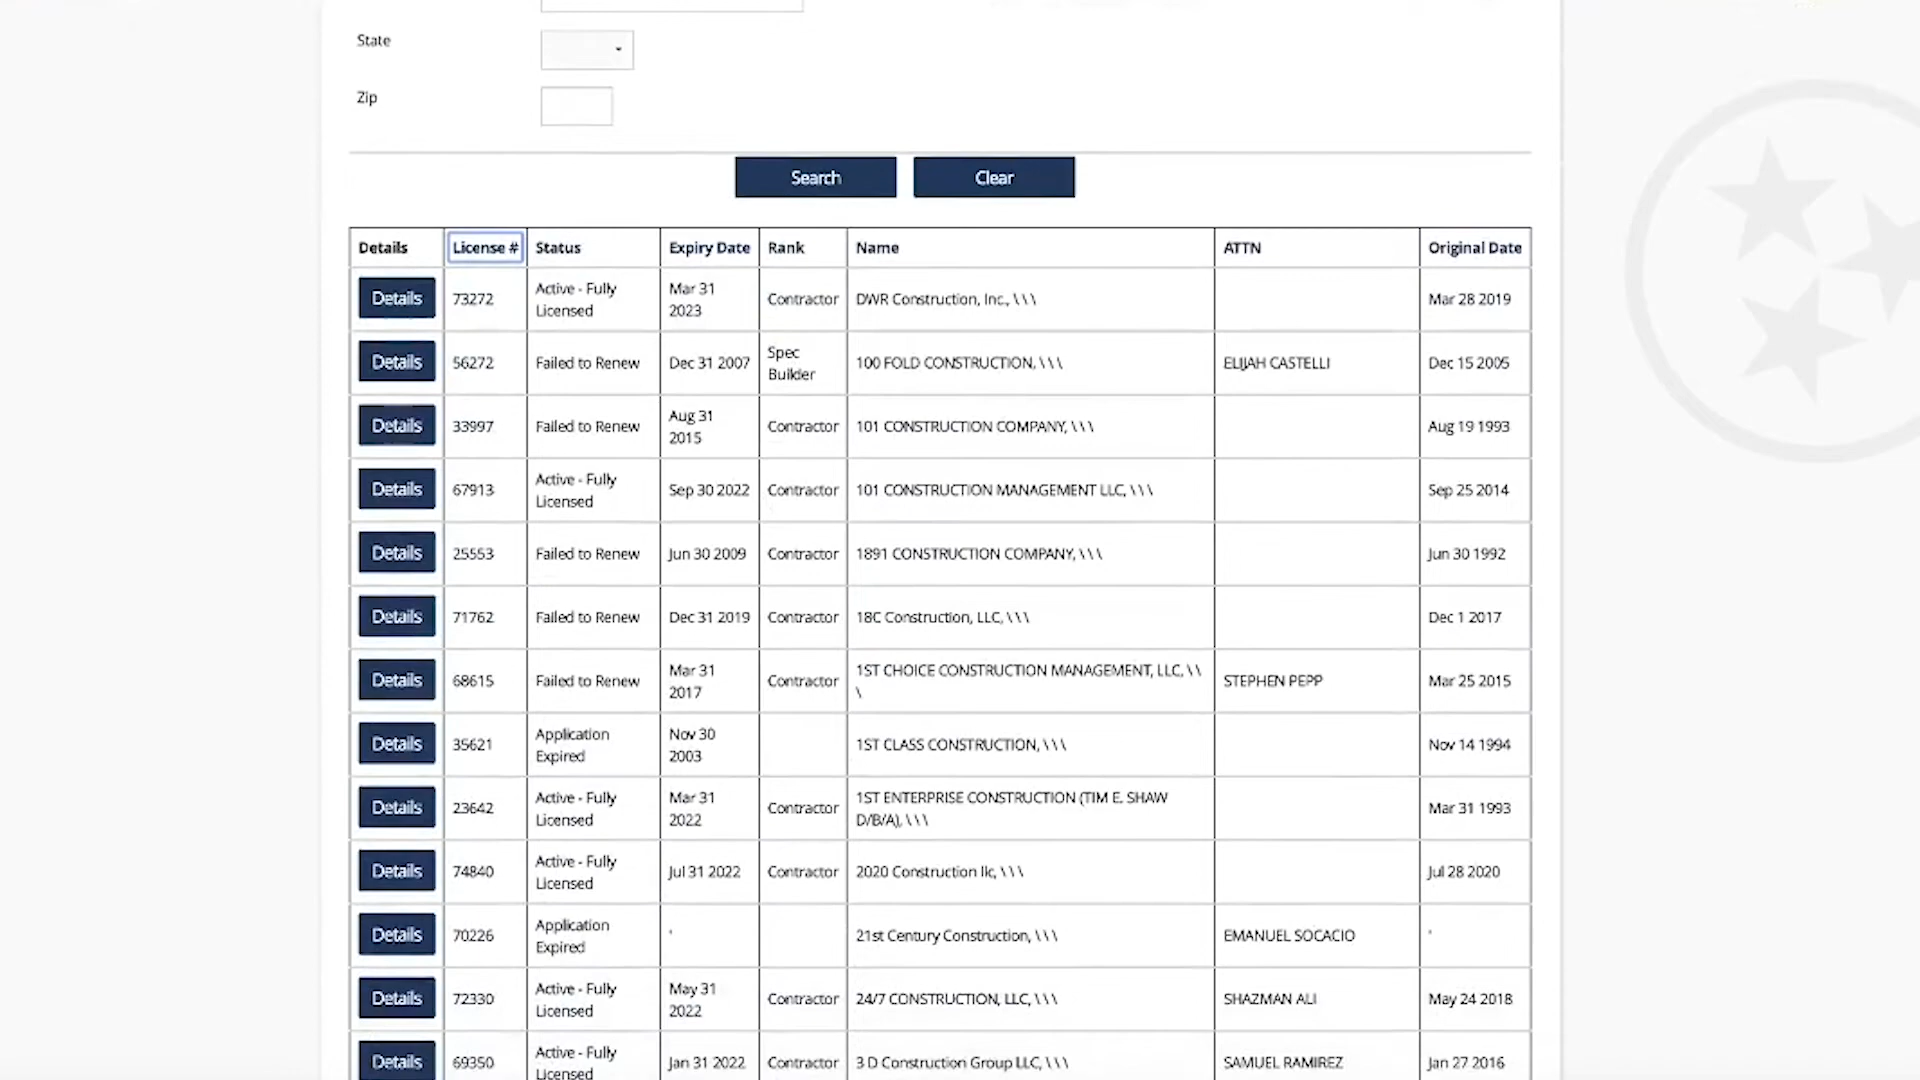 State
Zip
Search Clear
Details License # Status Expiry Date Rank Name ATTN Original Date
Details 73272 Active - Fully Licensed Mar 31 2023 Contractor DWR Construction, Inc., \ \ \ Mar 28 2019
Details 56272 Failed to Renew Dec 31 2007 Spec Builder 100 FOLD CONSTRUCTION, \ \ \ ELIJAH CASTELLI Dec 15 2005
Details 33997 Failed to Renew Aug 31 2015 Contractor 101 CONSTRUCTION COMPANY, \ \ \ Aug 19 1993
Details 67913 Active - Fully Licensed Sep 30 2022 Contractor 101 CONSTRUCTION MANAGEMENT LLC, \ \ \ Sep 25 2014
Details 25553 Failed to Renew Jun 30 2009 Contractor 1891 CONSTRUCTION COMPANY, \ \ \ Jun 30 1992
Details 71762 Failed to Renew Dec 31 2019 Contractor 18C Construction, LLC, \ \ \ Dec 1 2017
Details 68615 Failed to Renew Mar 31 2017 Contractor 1ST CHOICE CONSTRUCTION MANAGEMENT, LLC, \ \ \ STEPHEN PEPP Mar 25 2015
Details 35621 Application Expired Nov 30 2003 1ST CLASS CONSTRUCTION, \ \ \ Nov 14 1994
Details 23642 Active - Fully Licensed Mar 31 2022 Contractor 1ST ENTERPRISE CONSTRUCTION (TIM E. SHAW D/B/A), \ \ \ Mar 31 1993
Details 74840 Active - Fully Licensed Jul 31 2022 Contractor 2020 Construction llc, \ \ \ Jul 28 2020
Details 70226 Application Expired ' 21st Century Construction, \ \ \ EMANUEL SOCACIO '
Details 72330 Active - Fully Licensed May 31 2022 Contractor 24/7 CONSTRUCTION, LLC, \ \ \ SHAZMAN ALI May 24 2018
Details 69350 Active - Fully Licensed Jan 31 2022 Contractor 3 D Construction Group LLC, \ \ \ SAMUEL RAMIREZ Jan 27 2016